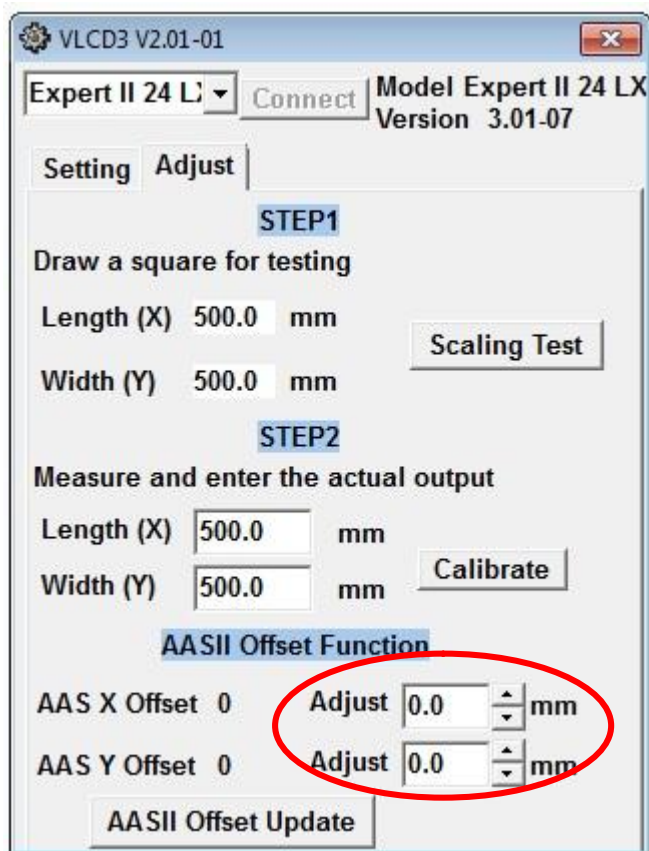 VLCD3 V2.01-01
Expert II 24 L Connect Model Expert II 24 LX
Version 3.01-07
Setting Adjust
STEP1
Draw a square for testing
Length (X) 500.0 mm
Scaling Test
Width (Y) 500.0 mm
STEP2
Measure and enter the actual output
Length (X) 500.0 mm
Calibrate
Width (Y) 500.0 mm
AASII Offset Function
AAS X Offset 0 Adjust 0.0 mm
AAS Y Offset 0 Adjust 0.0 mm
AASII Offset Update